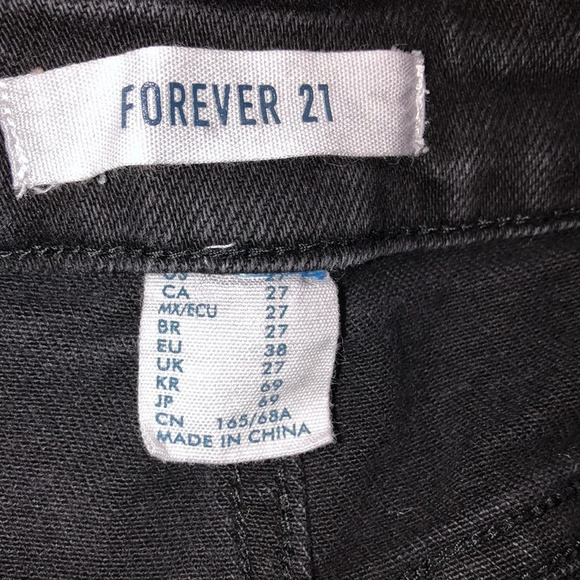 FOREVER 21
CA 27
MX/ECU 27
BR 27
EU 38
UK 27
KR 69
JP 69
CN 165/68A
MADE IN CHINA